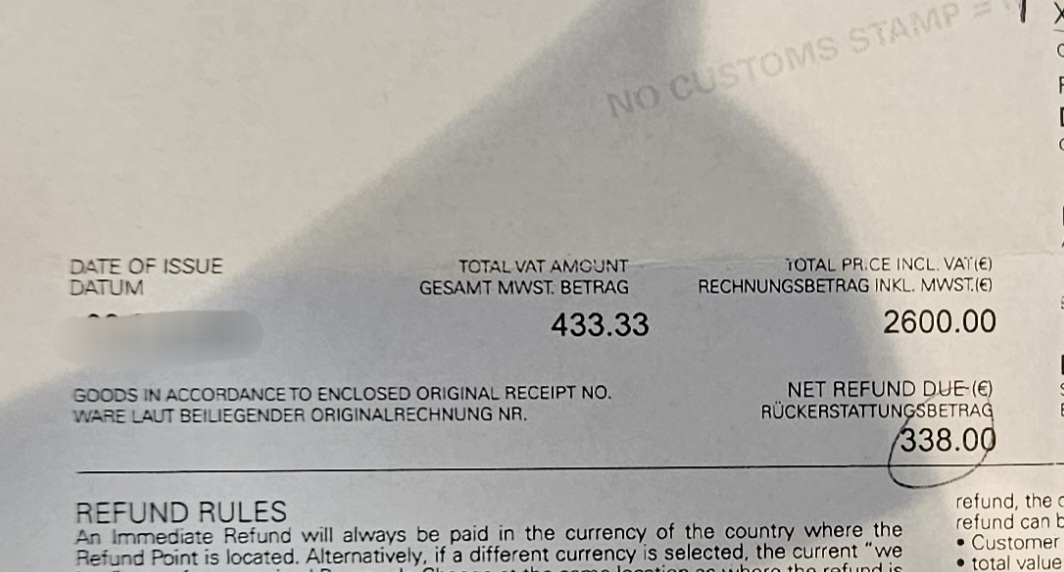 NO CUSTOMS STAMP =
DATE OF ISSUE
DATUM
TOTAL VAT AMOUNT
GESAMT MWST. BETRAG
433.33
TOTAL PRICE INCL. VAT(€)
RECHNUNGSBETRAG INKL. MWST.(€)
2600.00
GOODS IN ACCORDANCE TO ENCLOSED ORIGINAL RECEIPT NO.
WARE LAUT BEILIEGENDER ORIGINALRECHNUNG NR.
NET REFUND DUE (€)
RÜCKERSTATTUNGSBETRAG
338.00
REFUND RULES
An Immediate Refund will always be paid in the currency of the country where the
Refund Point is located. Alternatively, if a different currency is selected, the current "we
refund, the
refund can
• Customer
• total value